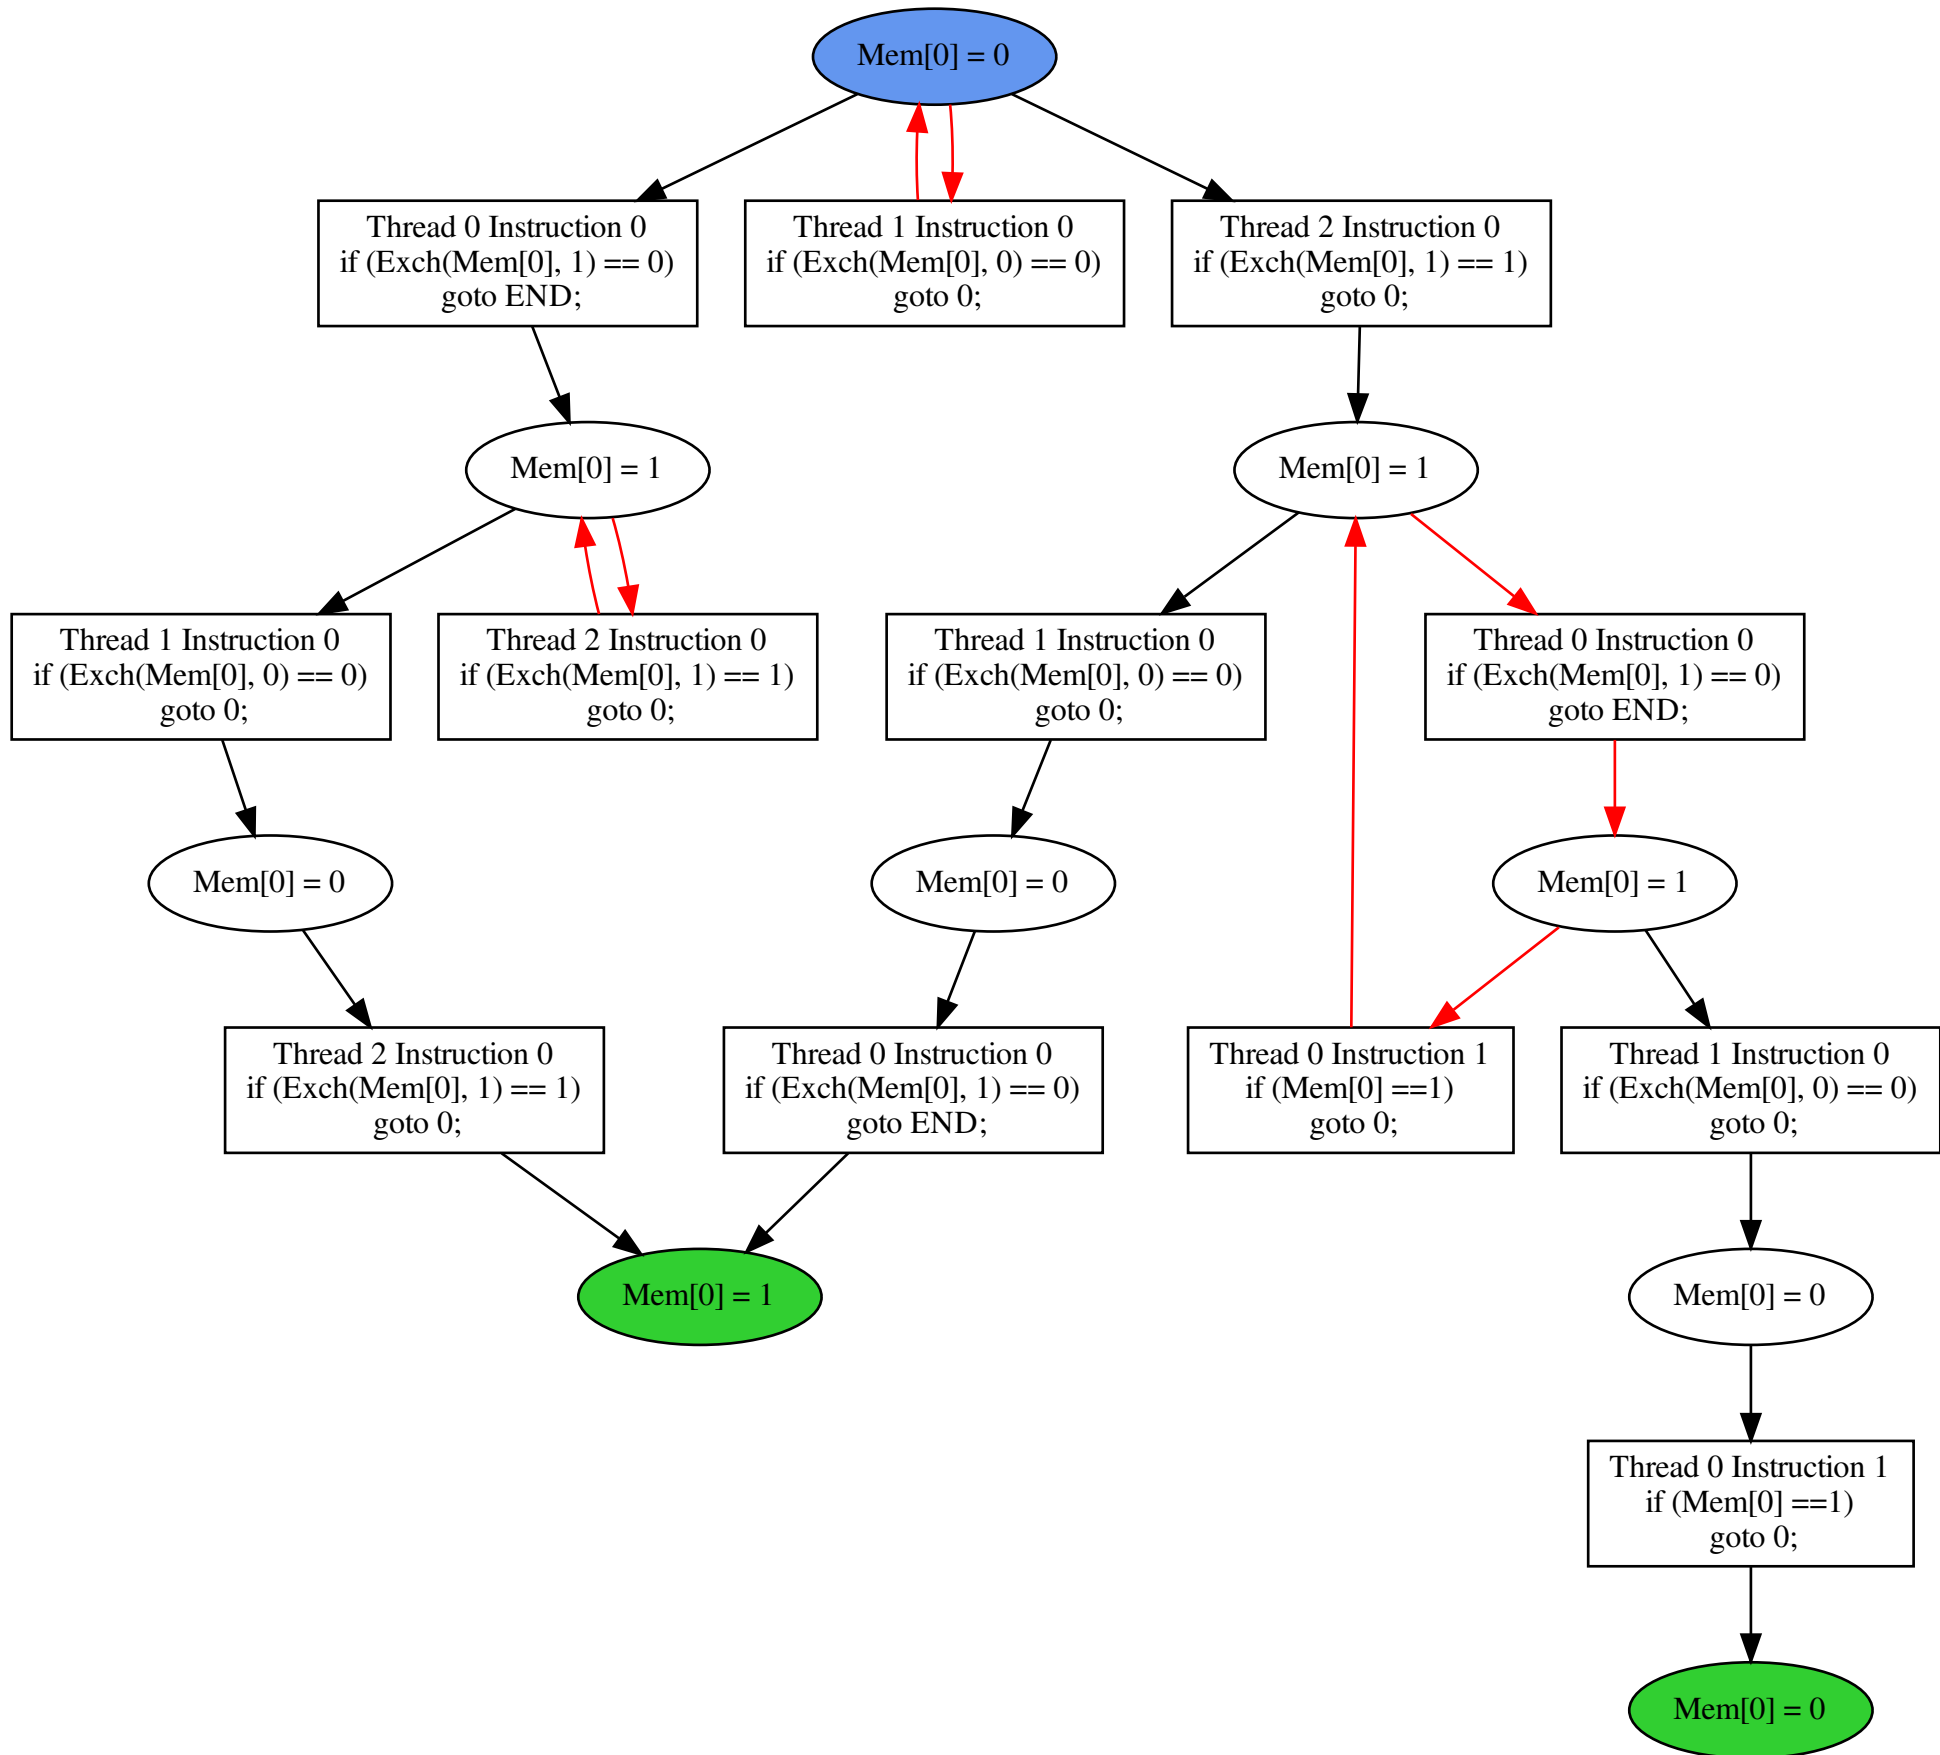 Mem[0] = 0
Thread 0 Instruction 0
if (Exch(Mem[0], 1) == 0)
goto END;
Thread 1 Instruction 0
if (Exch(Mem[0], 0) == 0)
goto 0;
Thread 2 Instruction 0
if (Exch(Mem[0], 1) == 1)
goto 0;
Mem[0] = 1
Mem[0] = 1
Thread 1 Instruction 0
if (Exch(Mem[0], 0) == 0)
goto 0;
Thread 2 Instruction 0
if (Exch(Mem[0], 1) == 1)
goto 0;
Thread 1 Instruction 0
if (Exch(Mem[0], 0) == 0)
goto 0;
Thread 0 Instruction 0
if (Exch(Mem[0], 1) == 0)
goto END;
Mem[0] = 0
Mem[0] = 0
Mem[0] = 1
Thread 2 Instruction 0
if (Exch(Mem[0], 1) == 1)
goto 0;
Thread 0 Instruction 0
if (Exch(Mem[0], 1) == 0)
goto END;
Thread 0 Instruction 1
if (Mem[0] ==1)
goto 0;
Thread 1 Instruction 0
if (Exch(Mem[0], 0) == 0)
goto 0;
Mem[0] = 1
Mem[0] = 0
Thread 0 Instruction 1
if (Mem[0] ==1)
goto 0;
Mem[0] = 0